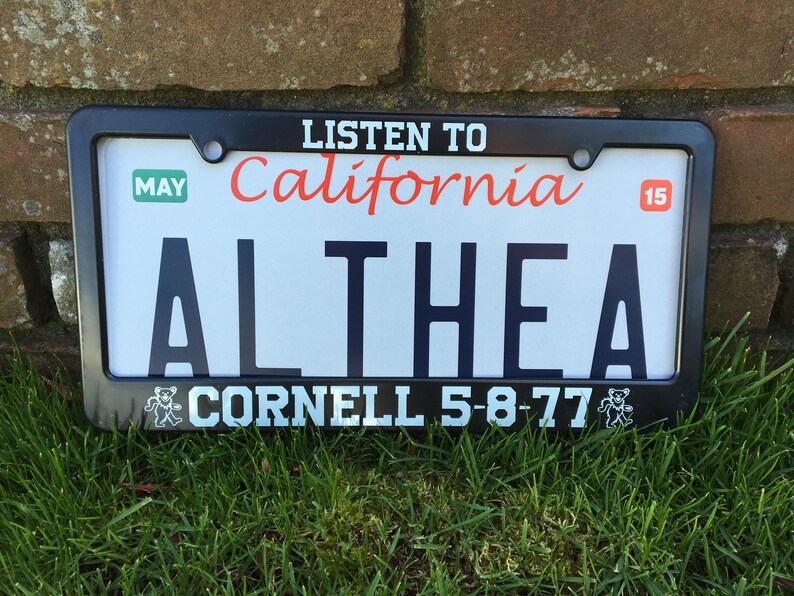 LISTEN TO
MAY California 15
ALTHEA
CORNELL 5-8-77